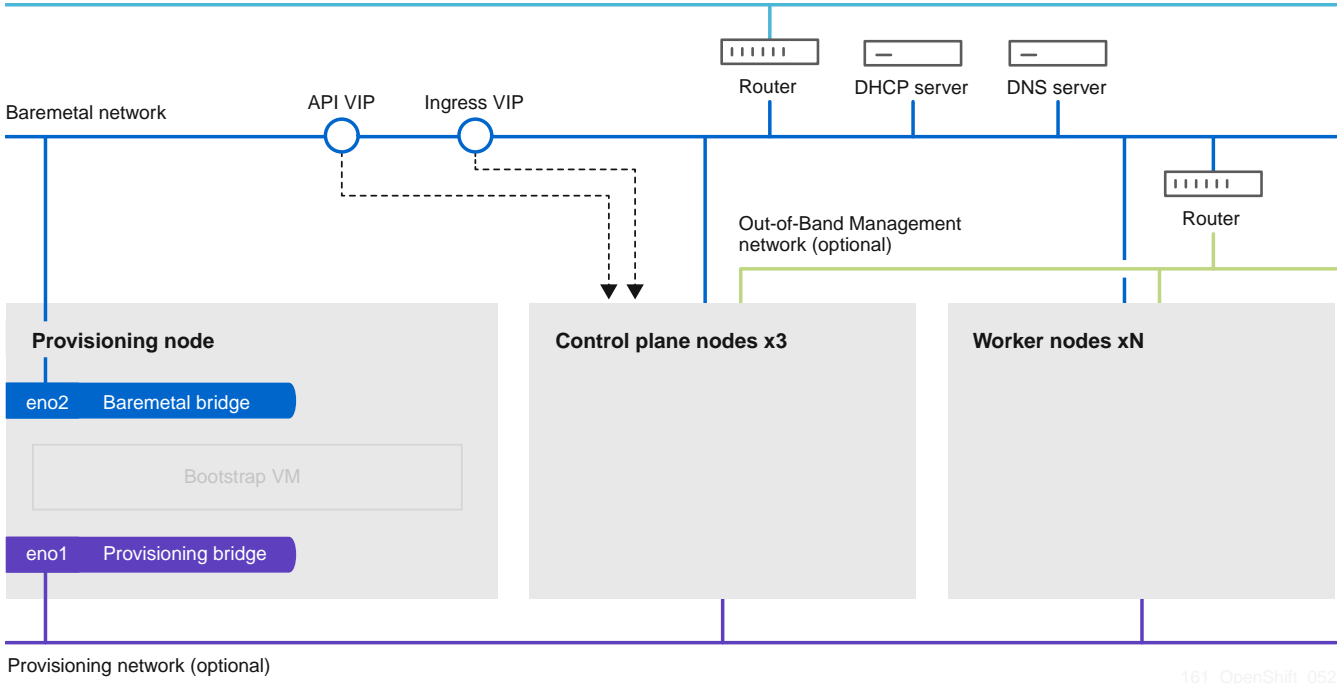 Router
DHCP server
DNS server
Baremetal network
API VIP
Ingress VIP
Router
Out-of-Band Management
network (optional)
Provisioning node
Control plane nodes x3
Worker nodes xN
eno2
Baremetal bridge
Bootstrap VM
eno1
Provisioning bridge
Provisioning network (optional)
161_OpenShift_052